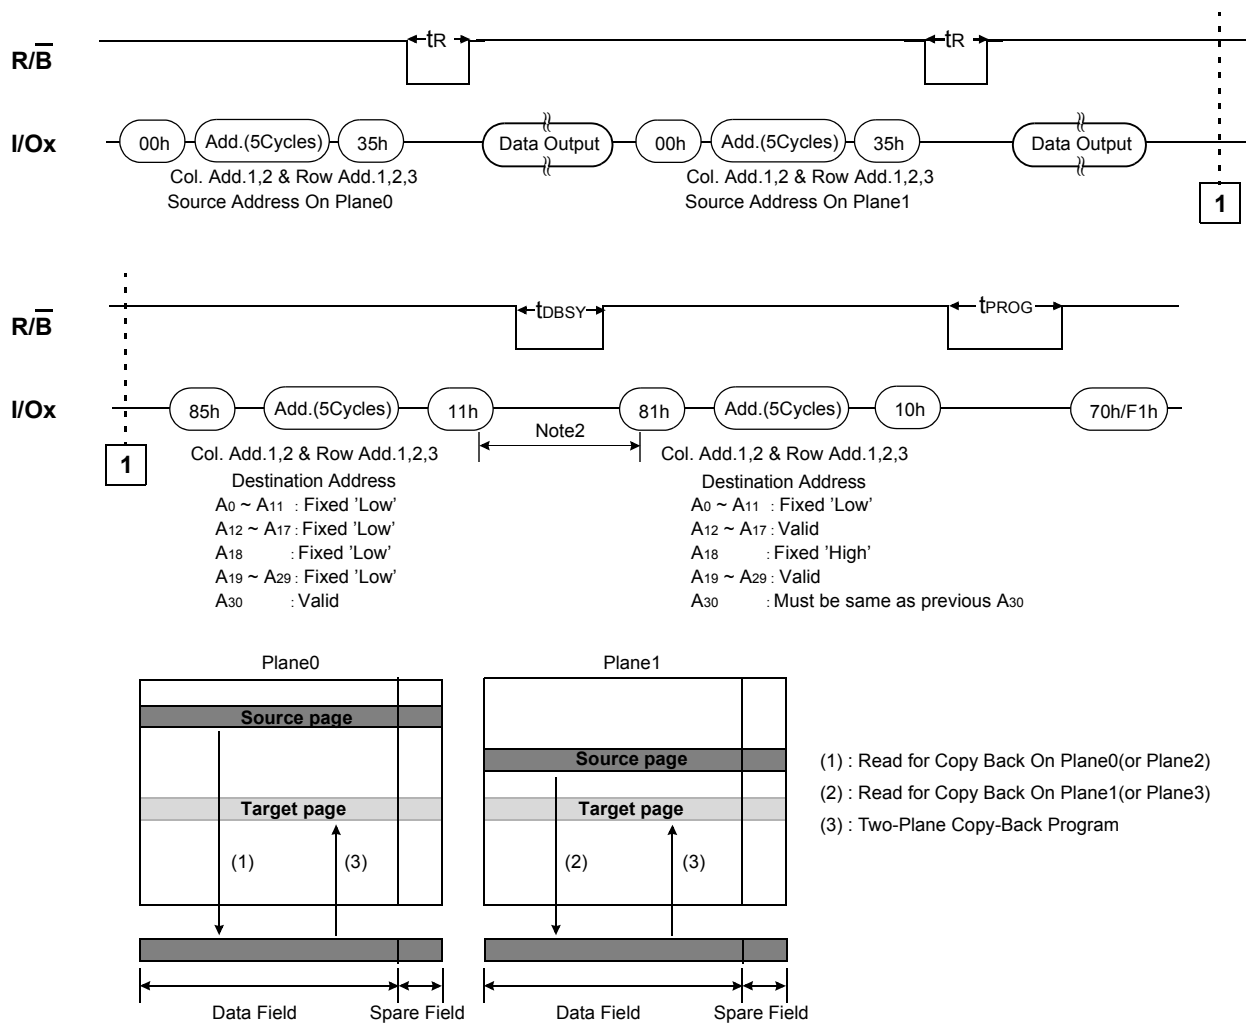 R/B tR tR
I/Ox 00h Add.(5Cycles) 35h Data Output 00h Add.(5Cycles) 35h Data Output
Col. Add.1,2 & Row Add.1,2,3 Col. Add.1,2 & Row Add.1,2,3
Source Address On Plane0 Source Address On Plane1
1
R/B tDBSY tPROG
I/Ox 85h Add.(5Cycles) 11h 81h Add.(5Cycles) 10h 70h/F1h
Note2
1
Col. Add.1,2 & Row Add.1,2,3
Destination Address
A0 ~ A11 : Fixed 'Low'
A12 ~ A17 : Fixed 'Low'
A18 : Fixed 'Low'
A19 ~ A29 : Fixed 'Low'
A30 : Valid
Col. Add.1,2 & Row Add.1,2,3
Destination Address
A0 ~ A11 : Fixed 'Low'
A12 ~ A17 : Valid
A18 : Fixed 'High'
A19 ~ A29 : Valid
A30 : Must be same as previous A30
Plane0
Source page
Target page
(1) (3)
Data Field Spare Field
Plane1
Source page
Target page
(2) (3)
Data Field Spare Field
(1) : Read for Copy Back On Plane0(or Plane2)
(2) : Read for Copy Back On Plane1(or Plane3)
(3) : Two-Plane Copy-Back Program